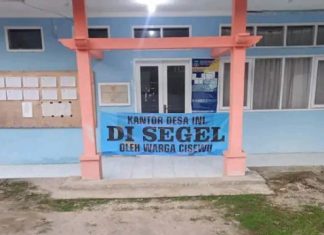 KANTOR DESA INI
DI SEGEL
OLEH WARGA CISEWU